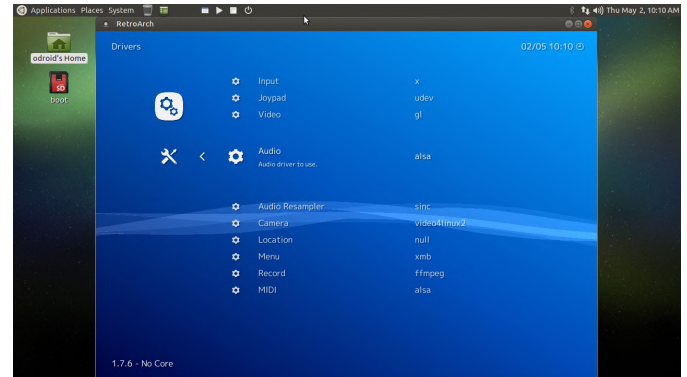 Applications Places System
Thu May 2, 10:10 AM
RetroArch
odroid's Home
SD
boot
Drivers
02/05 10:10
Input x
Joypad udev
Video gl
Audio alsa
Audio driver to use.
Audio Resampler sinc
Camera video4linux2
Location null
Menu xmb
Record ffmpeg
MIDI alsa
1.7.6 - No Core